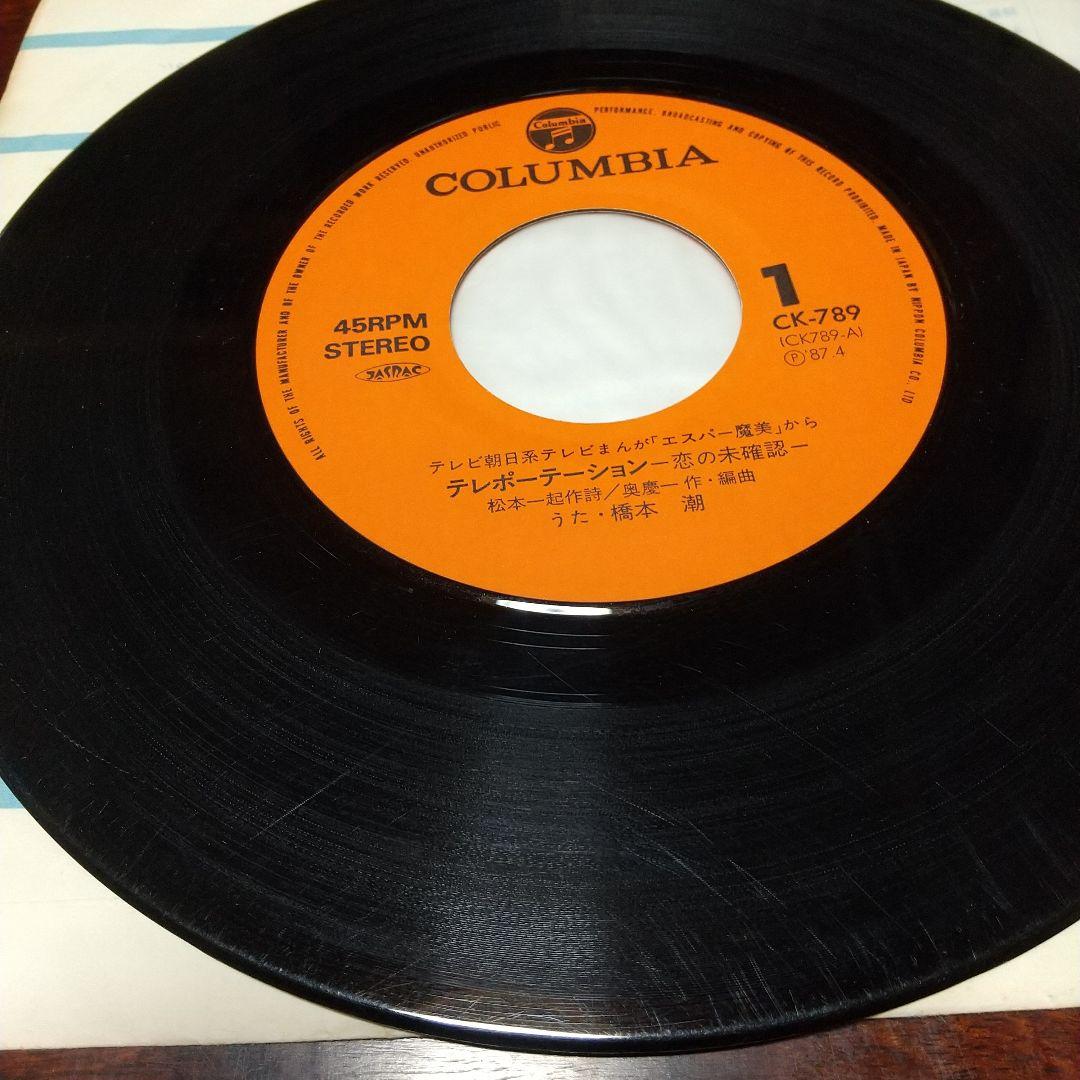 ALL RIGHTS OF THE MANUFACTURER AND OF THE OWNER OF THE RECORDED WORK RESERVED. UNAUTHORIZED PUBLIC PERFORMANCE, BROADCASTING AND COPYING OF THIS RECORD PROHIBITED. MADE IN JAPAN BY NIPPON COLUMBIA CO., LTD
Columbia
COLUMBIA
45RPM
STEREO
JASRAC
1
CK-789
(CK789-A)
Ⓟ'87.4
テレビ朝日系テレビまんが「エスパー魔美」から
テレポーテーション−恋の未確認−
松本一起作詩/奥慶一 作・編曲
うた・橋本 潮